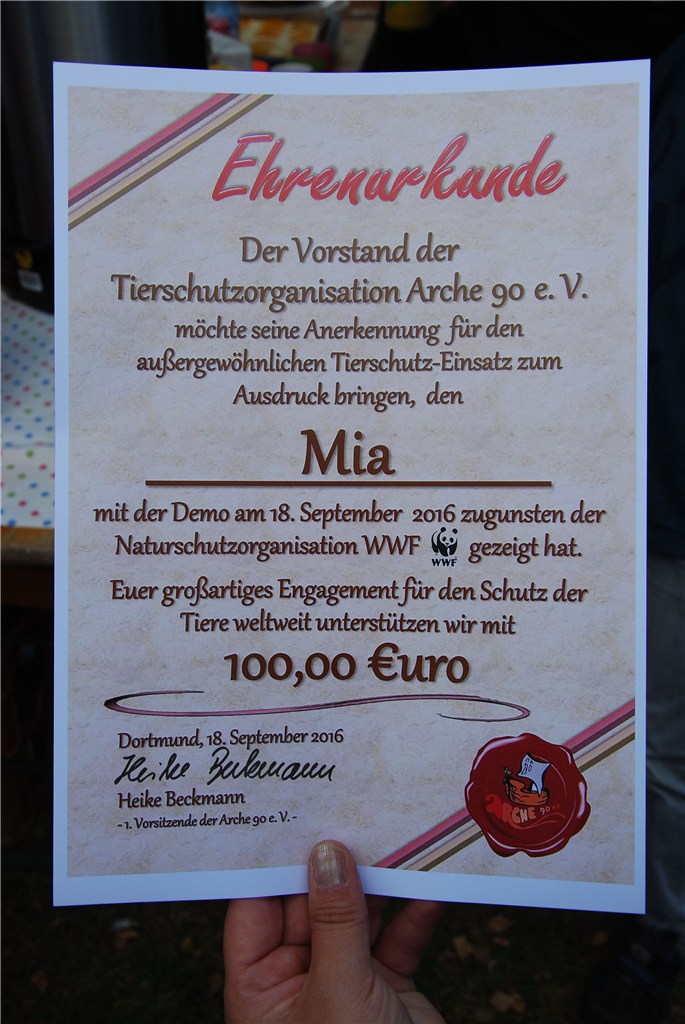 Ehrenurkunde
Der Vorstand der
Tierschutzorganisation Arche 90 e. V.
möchte seine Anerkennung für den
außergewöhnlichen Tierschutz-Einsatz zum
Ausdruck bringen, den
Mia
mit der Demo am 18. September 2016 zugunsten der
Naturschutzorganisation WWF WWF gezeigt hat.
Euer großartiges Engagement für den Schutz der
Tiere weltweit unterstützen wir mit
100,00 €uro
Dortmund, 18. September 2016
Heike Beckmann
Heike Beckmann
- 1. Vorsitzende der Arche 90 e. V. -
ARCHE 90 e.V.